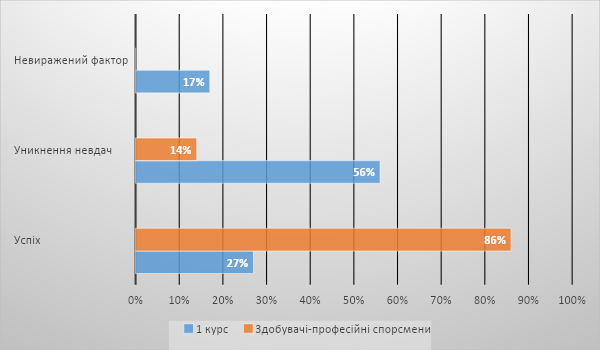 Невиражений фактор
17%
Уникнення невдач
14%
56%
Успіх
86%
27%
0% 10% 20% 30% 40% 50% 60% 70% 80% 90% 100%
1 курс Здобувачі-професійні спорсмени